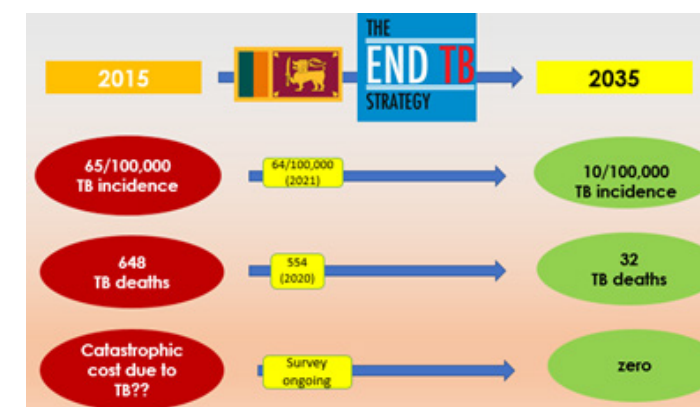 2015
THE
END TB
STRATEGY
2035
65/100,000
TB incidence
64/100,000
(2021)
10/100,000
TB incidence
648
TB deaths
554
(2020)
32
TB deaths
Catastrophic
cost due to
TB??
Survey
ongoing
zero